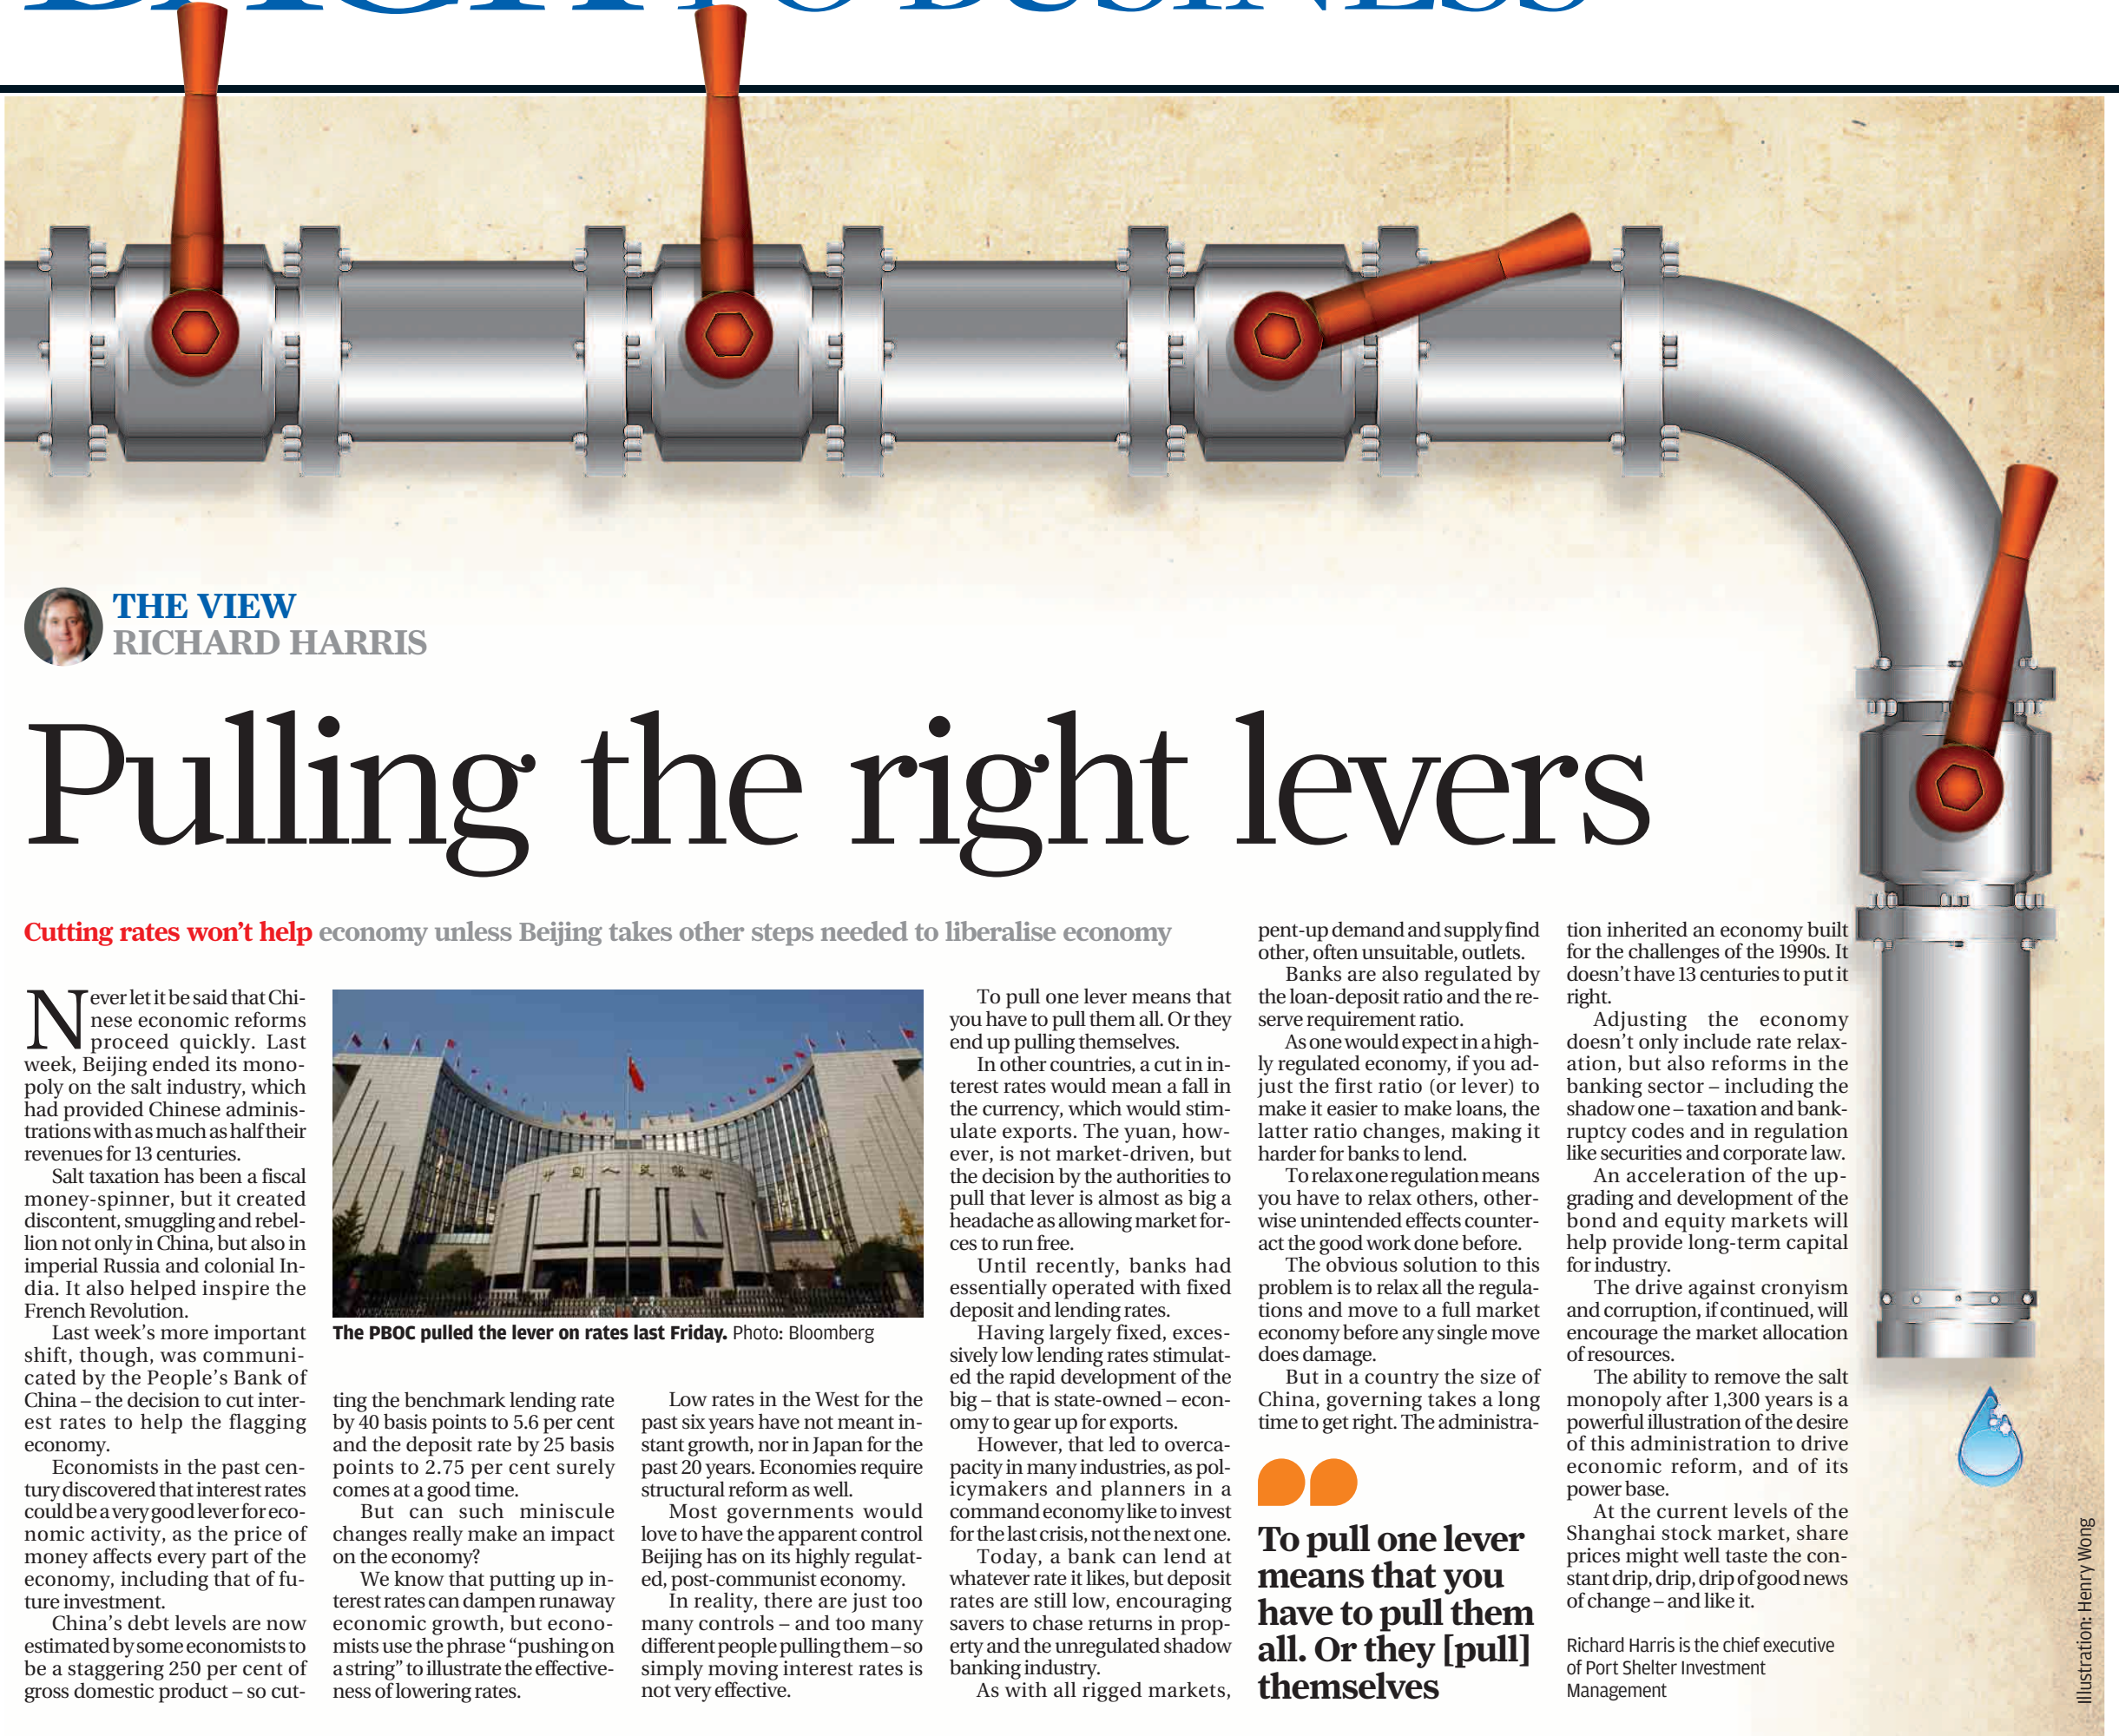 TO BUSINESS
THE VIEW
RICHARD HARRIS
Pulling the right levers
Cutting rates won't help economy unless Beijing takes other steps needed to liberalise economy
Never let it be said that Chi-
nese economic reforms
proceed quickly. Last
week, Beijing ended its mono-
poly on the salt industry, which
had provided Chinese adminis-
trations with as much as half their
revenues for 13 centuries.
Salt taxation has been a fiscal
money-spinner, but it created
discontent, smuggling and rebel-
lion not only in China, but also in
imperial Russia and colonial In-
dia. It also helped inspire the
French Revolution.
Last week's more important
shift, though, was communi-
cated by the People's Bank of
China – the decision to cut inter-
est rates to help the flagging
economy.
Economists in the past cen-
tury discovered that interest rates
could be a very good lever for eco-
nomic activity, as the price of
money affects every part of the
economy, including that of fu-
ture investment.
China's debt levels are now
estimated by some economists to
be a staggering 250 per cent of
gross domestic product – so cut-
中国人民银行
The PBOC pulled the lever on rates last Friday. Photo: Bloomberg
ting the benchmark lending rate
by 40 basis points to 5.6 per cent
and the deposit rate by 25 basis
points to 2.75 per cent surely
comes at a good time.
But can such miniscule
changes really make an impact
on the economy?
We know that putting up in-
terest rates can dampen runaway
economic growth, but econo-
mists use the phrase “pushing on
a string” to illustrate the effective-
ness of lowering rates.
Low rates in the West for the
past six years have not meant in-
stant growth, nor in Japan for the
past 20 years. Economies require
structural reform as well.
Most governments would
love to have the apparent control
Beijing has on its highly regulat-
ed, post-communist economy.
In reality, there are just too
many controls – and too many
different people pulling them – so
simply moving interest rates is
not very effective.
To pull one lever means that
you have to pull them all. Or they
end up pulling themselves.
In other countries, a cut in in-
terest rates would mean a fall in
the currency, which would stim-
ulate exports. The yuan, how-
ever, is not market-driven, but
the decision by the authorities to
pull that lever is almost as big a
headache as allowing market for-
ces to run free.
Until recently, banks had
essentially operated with fixed
deposit and lending rates.
Having largely fixed, exces-
sively low lending rates stimulat-
ed the rapid development of the
big – that is state-owned – econ-
omy to gear up for exports.
However, that led to overca-
pacity in many industries, as pol-
icymakers and planners in a
command economy like to invest
for the last crisis, not the next one.
Today, a bank can lend at
whatever rate it likes, but deposit
rates are still low, encouraging
savers to chase returns in prop-
erty and the unregulated shadow
banking industry.
As with all rigged markets,
pent-up demand and supply find
other, often unsuitable, outlets.
Banks are also regulated by
the loan-deposit ratio and the re-
serve requirement ratio.
As one would expect in a high-
ly regulated economy, if you ad-
just the first ratio (or lever) to
make it easier to make loans, the
latter ratio changes, making it
harder for banks to lend.
To relax one regulation means
you have to relax others, other-
wise unintended effects counter-
act the good work done before.
The obvious solution to this
problem is to relax all the regula-
tions and move to a full market
economy before any single move
does damage.
But in a country the size of
China, governing takes a long
time to get right. The administra-
To pull one lever
means that you
have to pull them
all. Or they [pull]
themselves
tion inherited an economy built
for the challenges of the 1990s. It
doesn't have 13 centuries to put it
right.
Adjusting the economy
doesn't only include rate relax-
ation, but also reforms in the
banking sector – including the
shadow one – taxation and bank-
ruptcy codes and in regulation
like securities and corporate law.
An acceleration of the up-
grading and development of the
bond and equity markets will
help provide long-term capital
for industry.
The drive against cronyism
and corruption, if continued, will
encourage the market allocation
of resources.
The ability to remove the salt
monopoly after 1,300 years is a
powerful illustration of the desire
of this administration to drive
economic reform, and of its
power base.
At the current levels of the
Shanghai stock market, share
prices might well taste the con-
stant drip, drip, drip of good news
of change – and like it.
Richard Harris is the chief executive
of Port Shelter Investment
Management
Illustration: Henry Wong